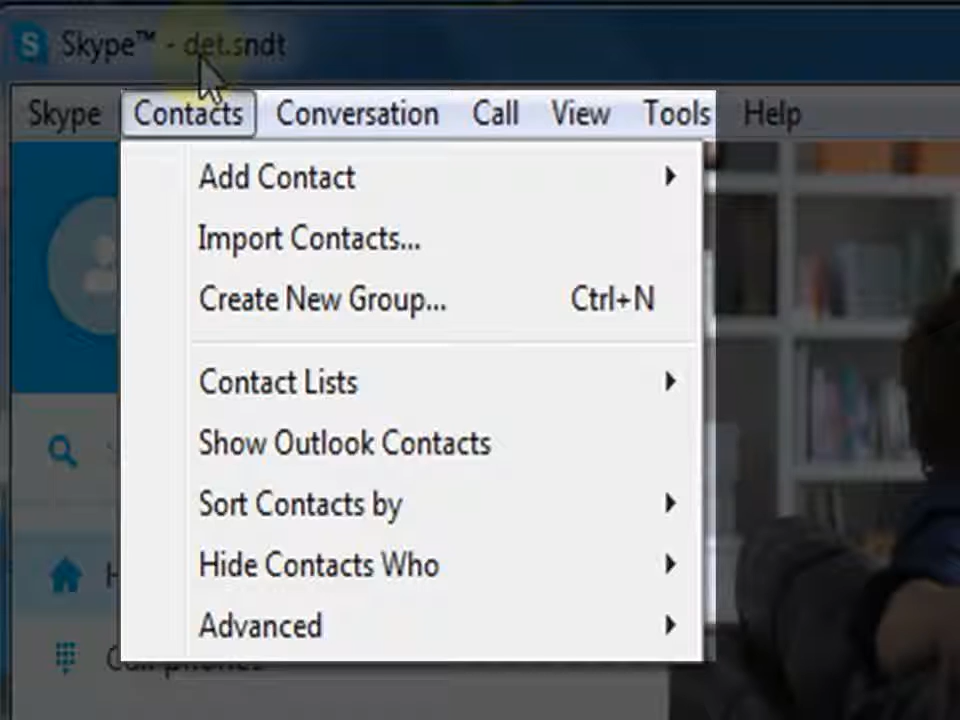 Skype™ - det.sndt
Skype Contacts Conversation Call View Tools Help
Add Contact
Import Contacts...
Create New Group... Ctrl+N
Contact Lists
Show Outlook Contacts
Sort Contacts by
Hide Contacts Who
Advanced